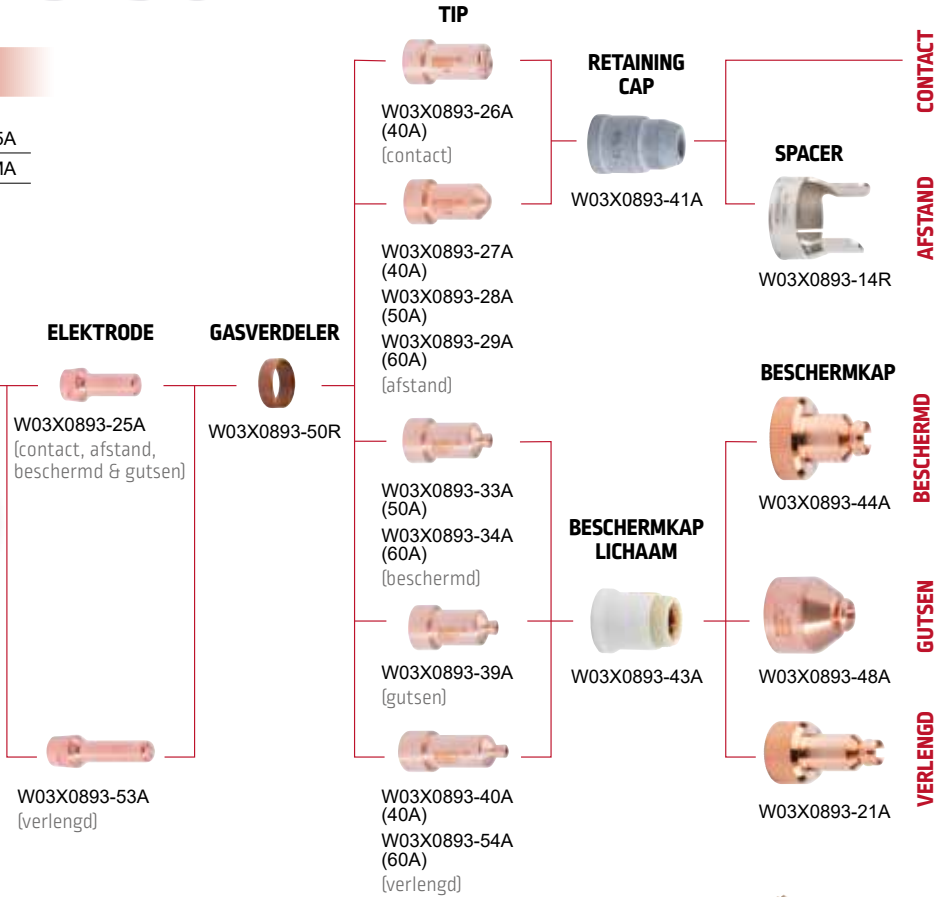 TIP
RETAINING
CAP
CONTACT
W03X0893-26A
(40A)
(contact)
W03X0893-41A
SPACER
W03X0893-14R
AFSTAND
W03X0893-27A
(40A)
W03X0893-28A
(50A)
W03X0893-29A
(60A)
(afstand)
ELEKTRODE
W03X0893-25A
(contact, afstand,
beschermd & gutsen)
GASVERDELER
W03X0893-50R
W03X0893-33A
(50A)
W03X0893-34A
(60A)
(beschermd)
BESCHERMKAP
LICHAAM
W03X0893-43A
BESCHERMKAP
W03X0893-44A
BESCHERMD
W03X0893-39A
(gutsen)
W03X0893-48A
GUTSEN
W03X0893-53A
(verlengd)
W03X0893-40A
(40A)
W03X0893-54A
(60A)
(verlengd)
W03X0893-21A
VERLENGD